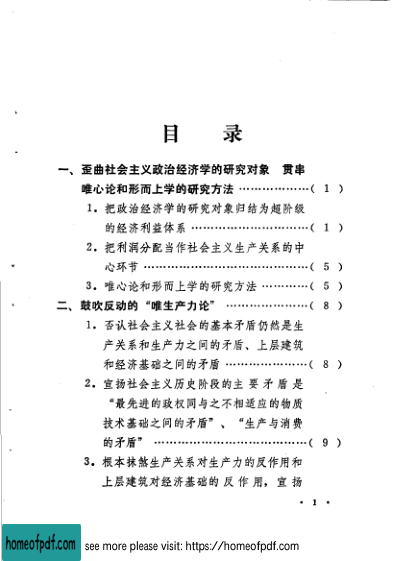 目 录
一、歪曲社会主义政治经济学的研究对象 贯串
唯心论和形而上学的研究方法 ………………( 1 )
1．把政治经济学的研究对象归结为超阶级
的经济利益体系 …………………………( 1 )
2．把利润分配当作社会主义生产关系的中
心环节 ……………………………………( 5 )
3．唯心论和形而上学的研究方法 …………( 5 )
二、鼓吹反动的“唯生产力论” …………………( 8 )
1．否认社会主义社会的基本矛盾仍然是生
产关系和生产力之间的矛盾、上层建筑
和经济基础之间的矛盾 …………………( 8 )
2．宣扬社会主义历史阶段的主要矛盾是
“最先进的政权同与之不相适应的物质
技术基础之间的矛盾”、“生产与消费
的矛盾” …………………………………( 9 )
3．根本抹煞生产关系对生产力的反作用和
上层建筑对经济基础的反作用，宣扬
• 1 •
homeofpdf.com
see more please visit: https://homeofpdf.com